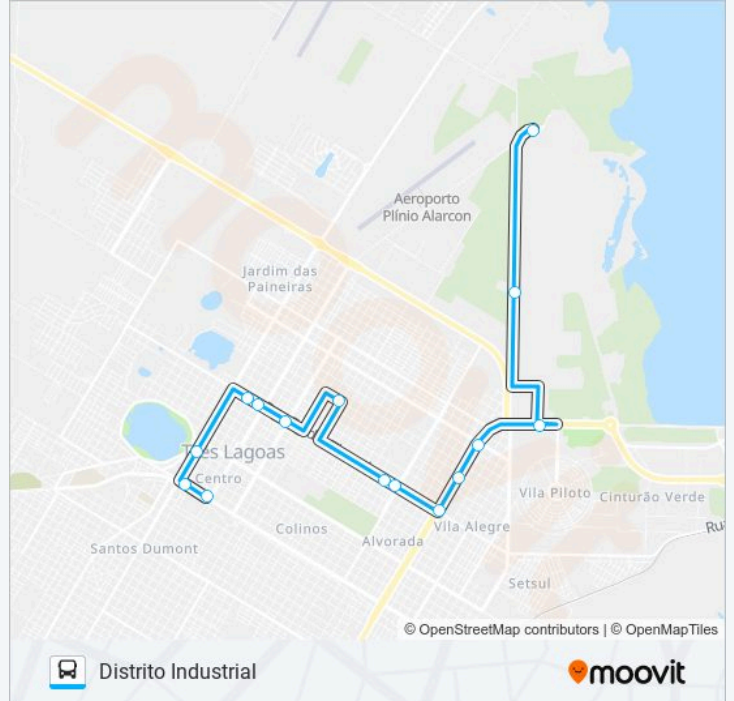 Aeroporto
Plínio Alarcon
Jardim das
Paineiras
Três Lagoas
Centro
Vila Piloto
Cinturão Verde
Colinos
Vila Alegre
Alvorada
Santos Dumont
Setsul
© OpenStreetMap contributors | © OpenMapTiles
Distrito Industrial
moovit